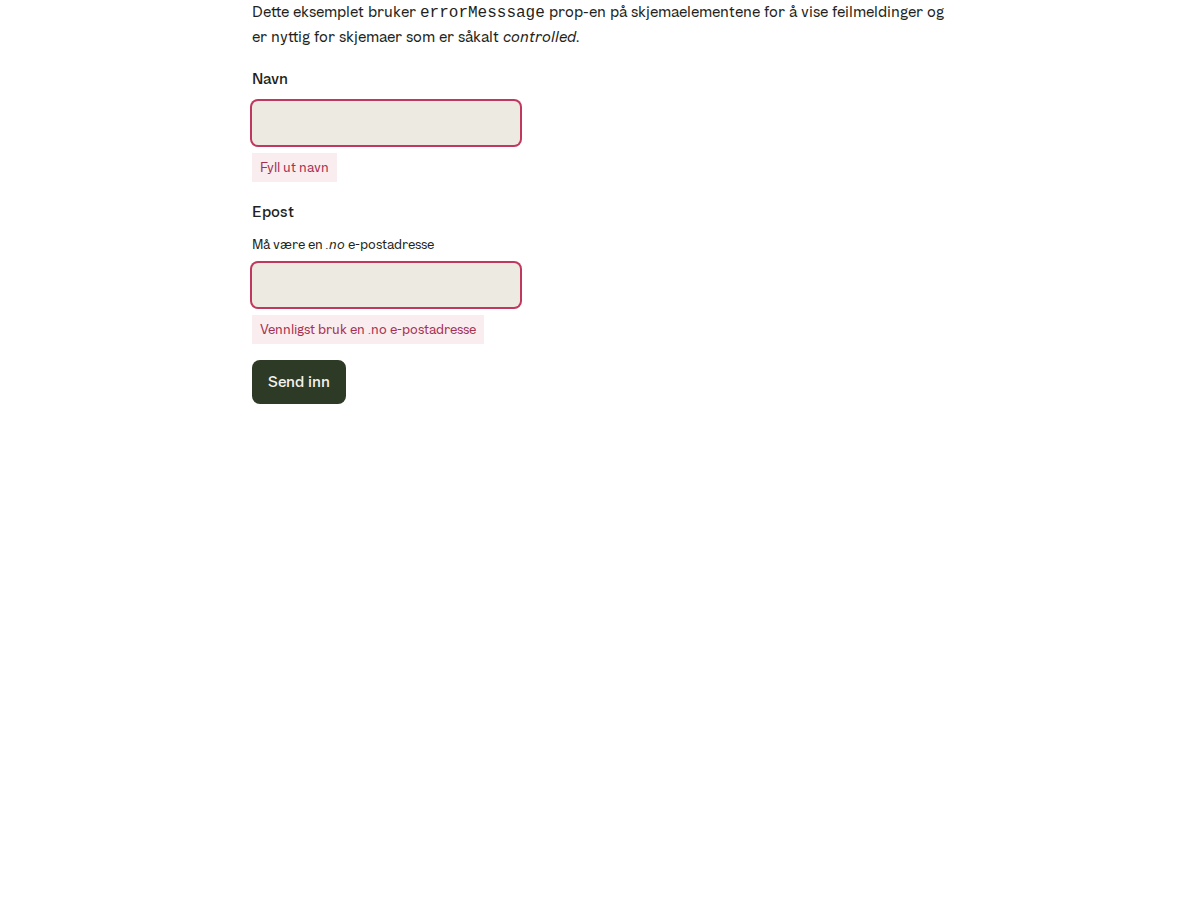 Dette eksemplet bruker errorMesssage prop-en på skjemaelementene for å vise feilmeldinger og
er nyttig for skjemaer som er såkalt controlled.
Navn
Fyll ut navn
Epost
Må være en .no e-postadresse
Vennligst bruk en .no e-postadresse
Send inn